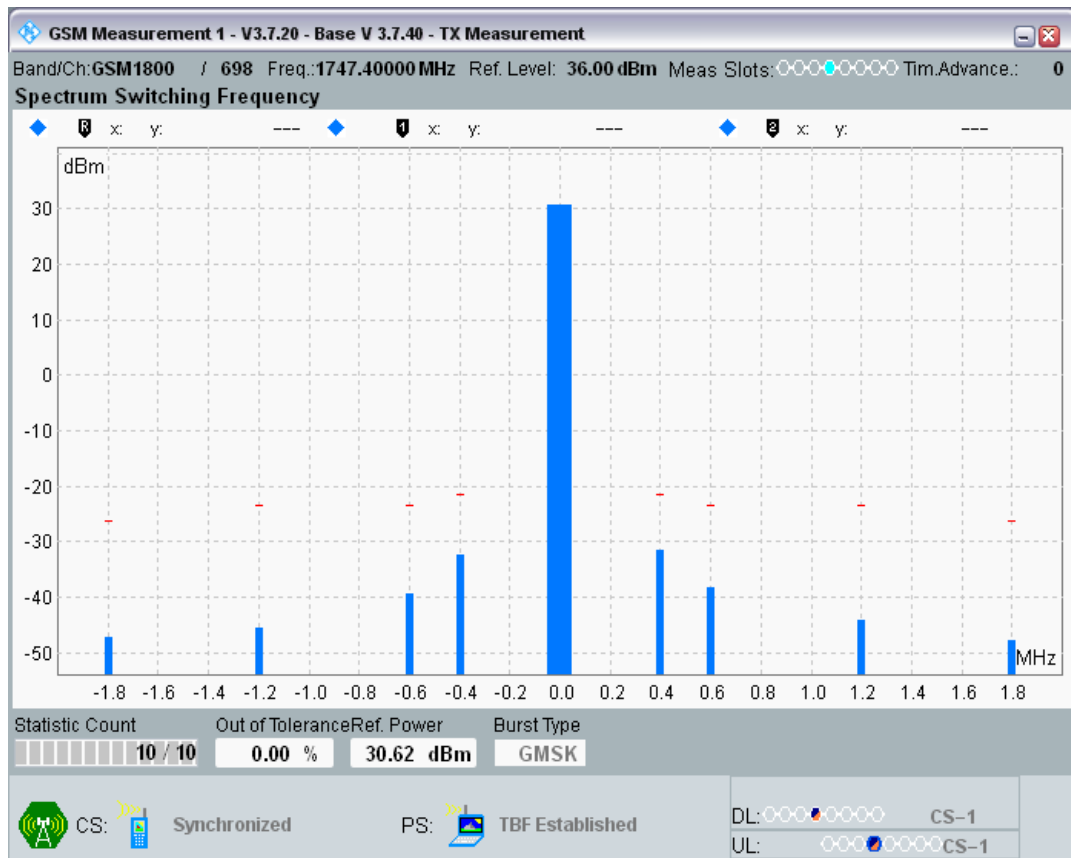 GSM Measurement 1 - V3.7.20 - Base V 3.7.40 - TX Measurement
Band/Ch:GSM1800 / 698 Freq.:1747.40000 MHz Ref. Level: 36.00 dBm Meas Slots: Tim.Advance.: 0
Spectrum Switching Frequency
R x: y: --- 1 x: y: --- 2 x: y: ---
dBm
30
20
10
0
-10
-20
-30
-40
-50
MHz
-1.8 -1.6 -1.4 -1.2 -1.0 -0.8 -0.6 -0.4 -0.2 0.0 0.2 0.4 0.6 0.8 1.0 1.2 1.4 1.6 1.8
Statistic Count Out of Tolerance Ref. Power Burst Type
10 / 10 0.00 % 30.62 dBm GMSK
CS: Synchronized PS: TBF Established
DL: CS-1
UL: CS-1